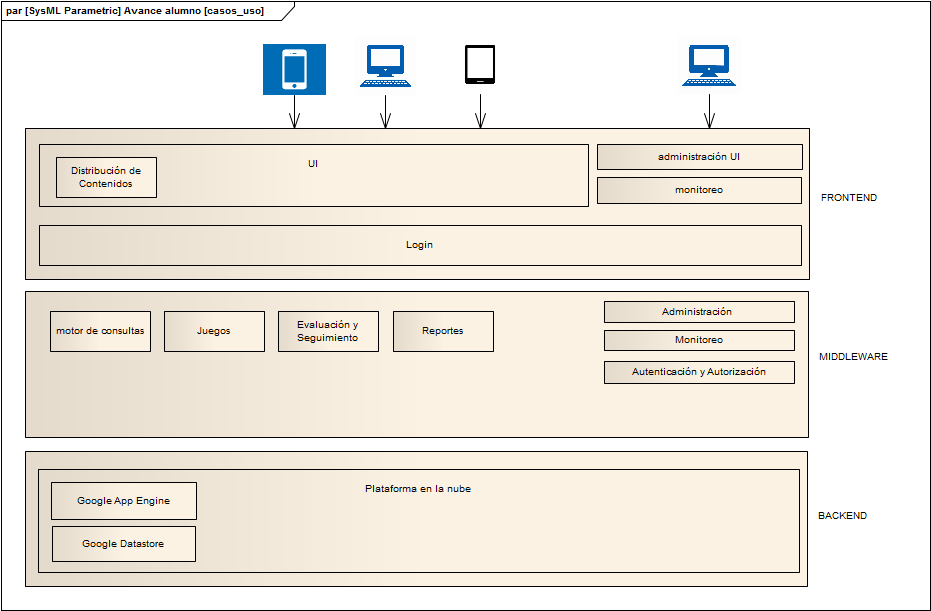 par [SysML Parametric] Avance alumno [casos_uso]
UI
Distribución de
Contenidos
administración UI
monitoreo
FRONTEND
Login
motor de consultas
Juegos
Evaluación y
Seguimiento
Reportes
Administración
Monitoreo
Autenticación y Autorización
MIDDLEWARE
Plataforma en la nube
Google App Engine
Google Datastore
BACKEND